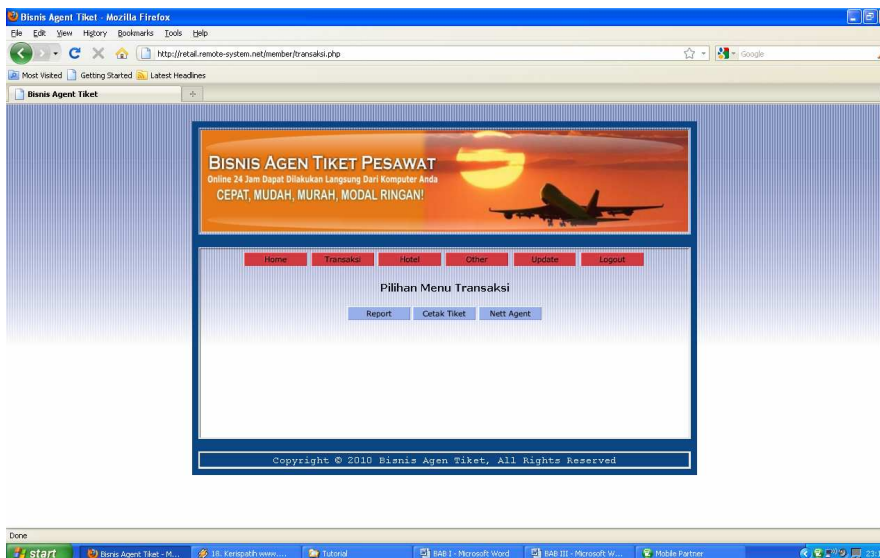 Bisnis Agent Tiket - Mozilla Firefox
File Edit View History Bookmarks Tools Help
http://retail.remote-system.net/member/transaksi.php
Google
Most Visited Getting Started Latest Headlines
Bisnis Agent Tiket
BISNIS AGEN TIKET PESAWAT
Online 24 Jam Dapat Dilakukan Langsung Dari Komputer Anda
CEPAT, MUDAH, MURAH, MODAL RINGAN!
Home Transaksi Hotel Other Update Logout
Pilihan Menu Transaksi
Report Cetak Tiket Nett Agent
Copyright © 2010 Bisnis Agen Tiket, All Rights Reserved
Done
start Bisnis Agent Tiket - M... 18. Kerispatih www.... Tutorial BAB I - Microsoft Word BAB III - Microsoft W... Mobile Partner